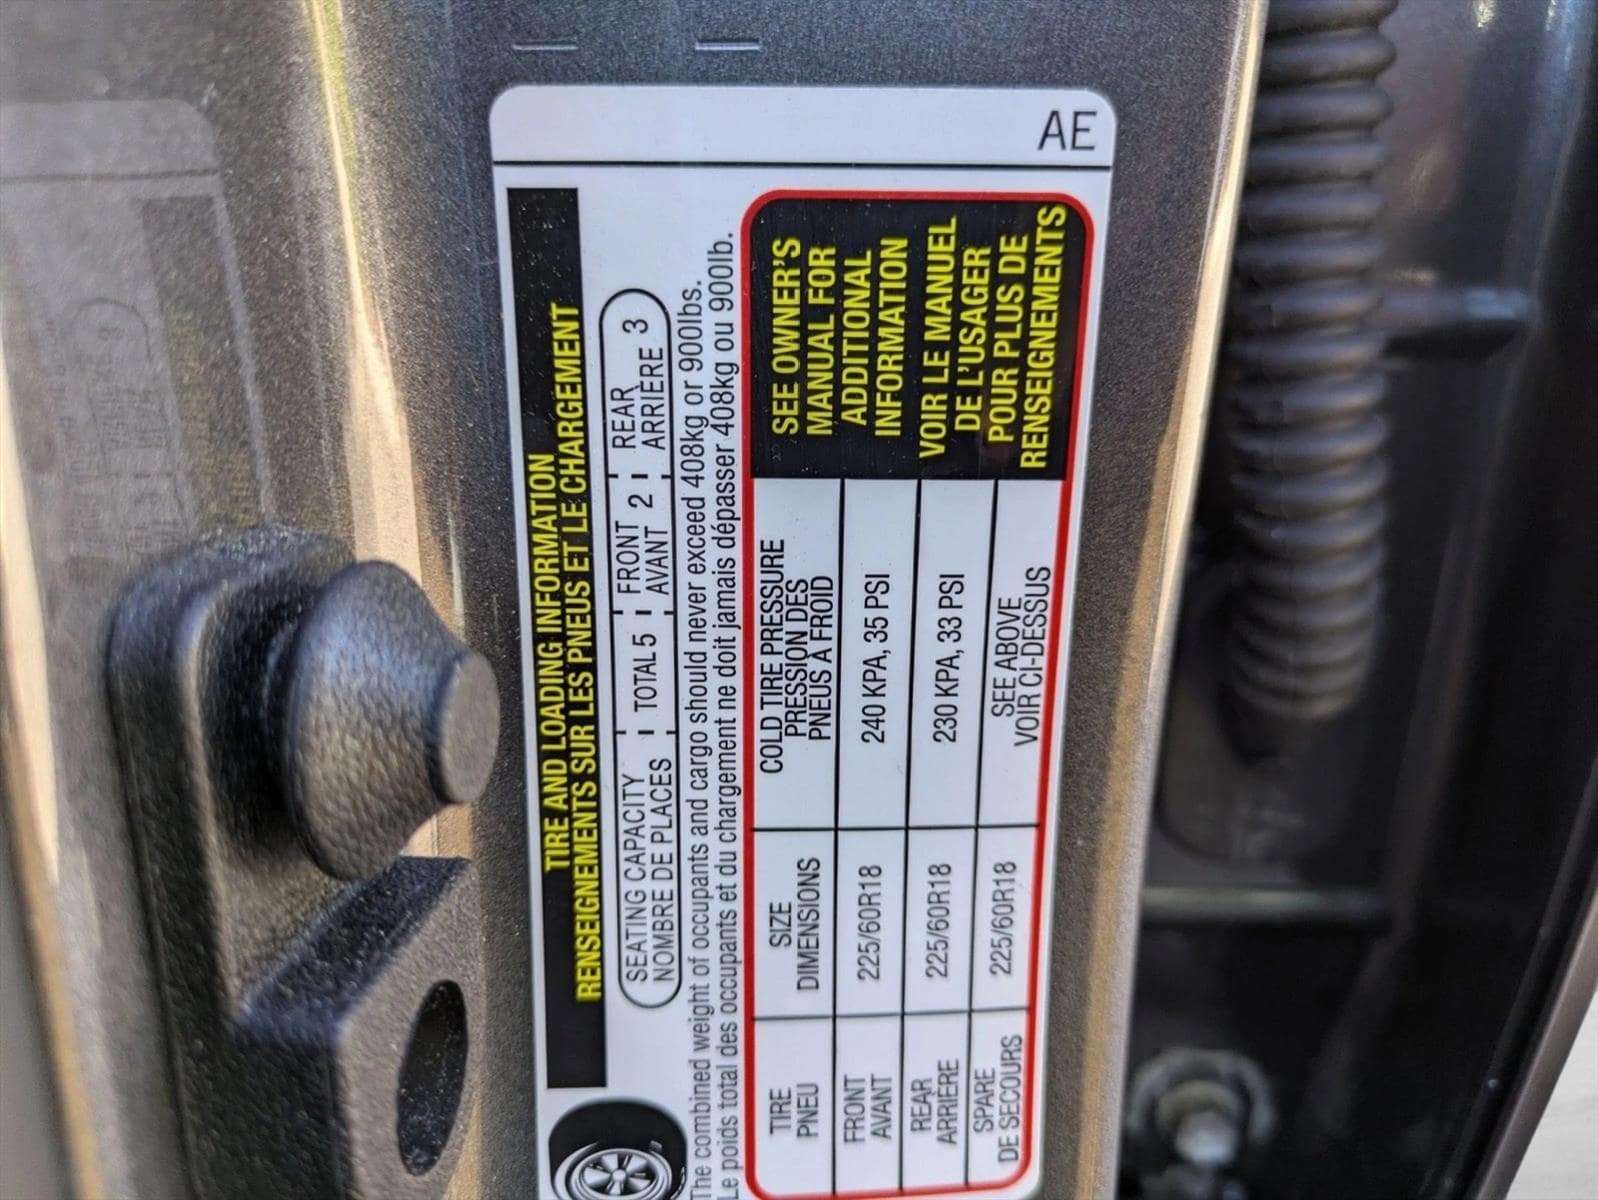 AE
TIRE AND LOADING INFORMATION
RENSEIGNEMENTS SUR LES PNEUS ET LE CHARGEMENT
SEATING CAPACITY
NOMBRE DE PLACES
TOTAL 5
FRONT
AVANT 2
REAR
ARRIÈRE 3
The combined weight of occupants and cargo should never exceed 408kg or 900lbs.
Le poids total des occupants et du chargement ne doit jamais dépasser 408kg ou 900lb.
TIRE
PNEU
SIZE
DIMENSIONS
COLD TIRE PRESSURE
PRESSION DES
PNEUS À FROID
FRONT
AVANT
225/60R18
240 KPA, 35 PSI
REAR
ARRIÈRE
225/60R18
230 KPA, 33 PSI
SPARE
DE SECOURS
225/60R18
SEE ABOVE
VOIR CI-DESSUS
SEE OWNER'S
MANUAL FOR
ADDITIONAL
INFORMATION
VOIR LE MANUEL
DE L'USAGER
POUR PLUS DE
RENSEIGNEMENTS